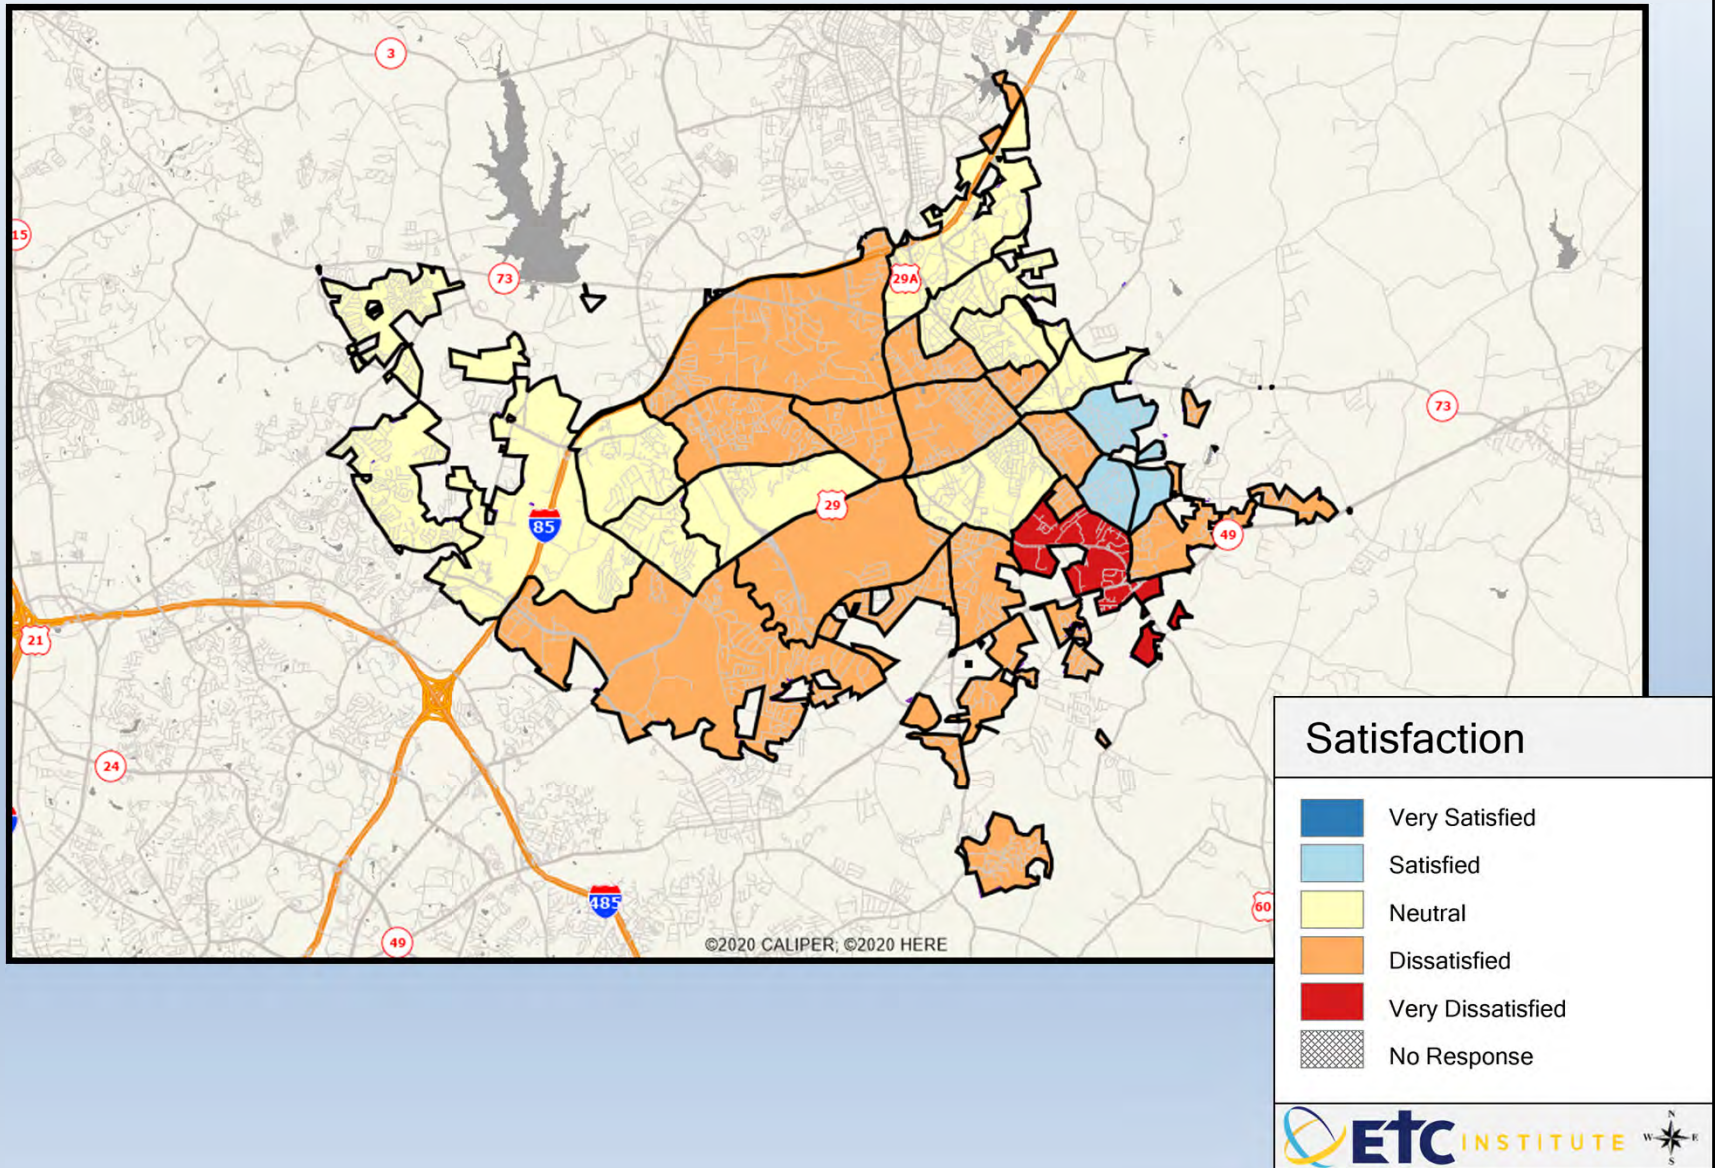 3
15
73
29A
73
29
85
49
21
24
485
49
60
©2020 CALIPER; ©2020 HERE
Satisfaction
Very Satisfied
Satisfied
Neutral
Dissatisfied
Very Dissatisfied
No Response
ETC INSTITUTE
N
W E
S